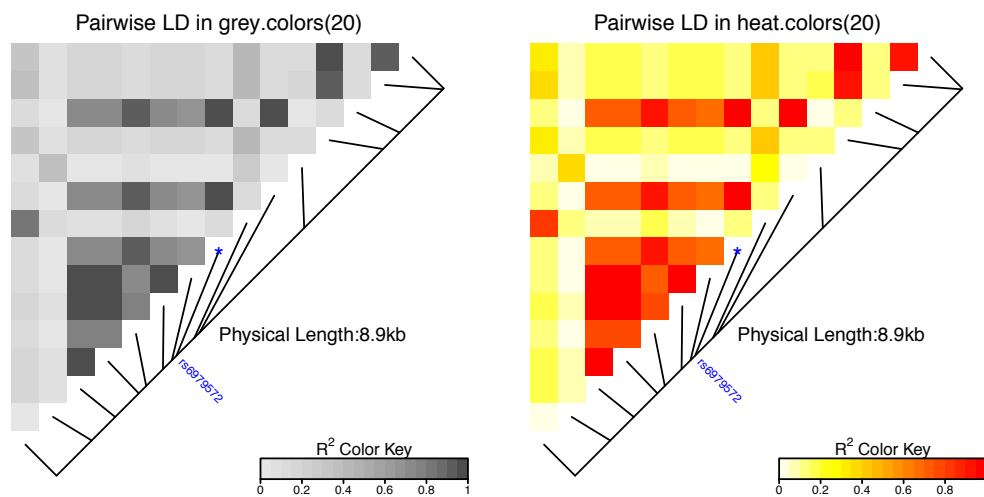 Pairwise LD in grey.colors(20)
*
Physical Length:8.9kb
rs6979572
R² Color Key
0 0.2 0.4 0.6 0.8 1
Pairwise LD in heat.colors(20)
*
Physical Length:8.9kb
rs6979572
R² Color Key
0 0.2 0.4 0.6 0.8